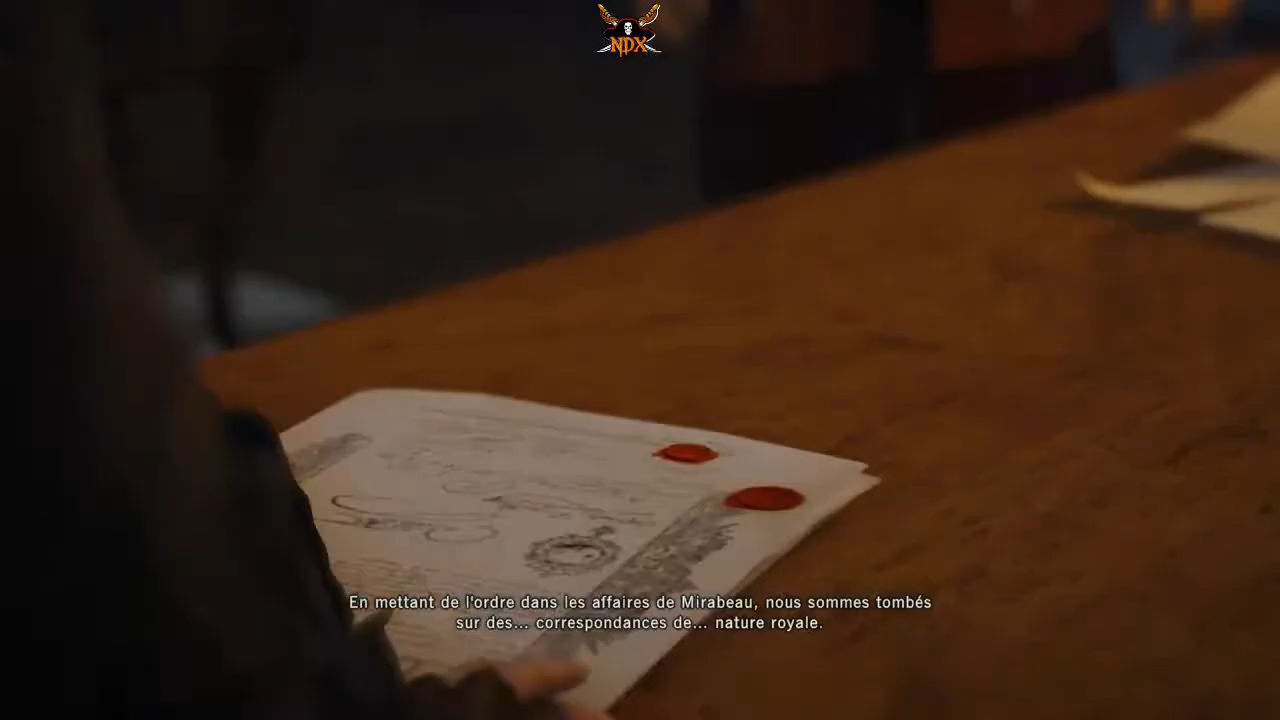 NDX
En mettant de l'ordre dans les affaires de Mirabeau, nous sommes tombés
sur des... correspondances de... nature royale.